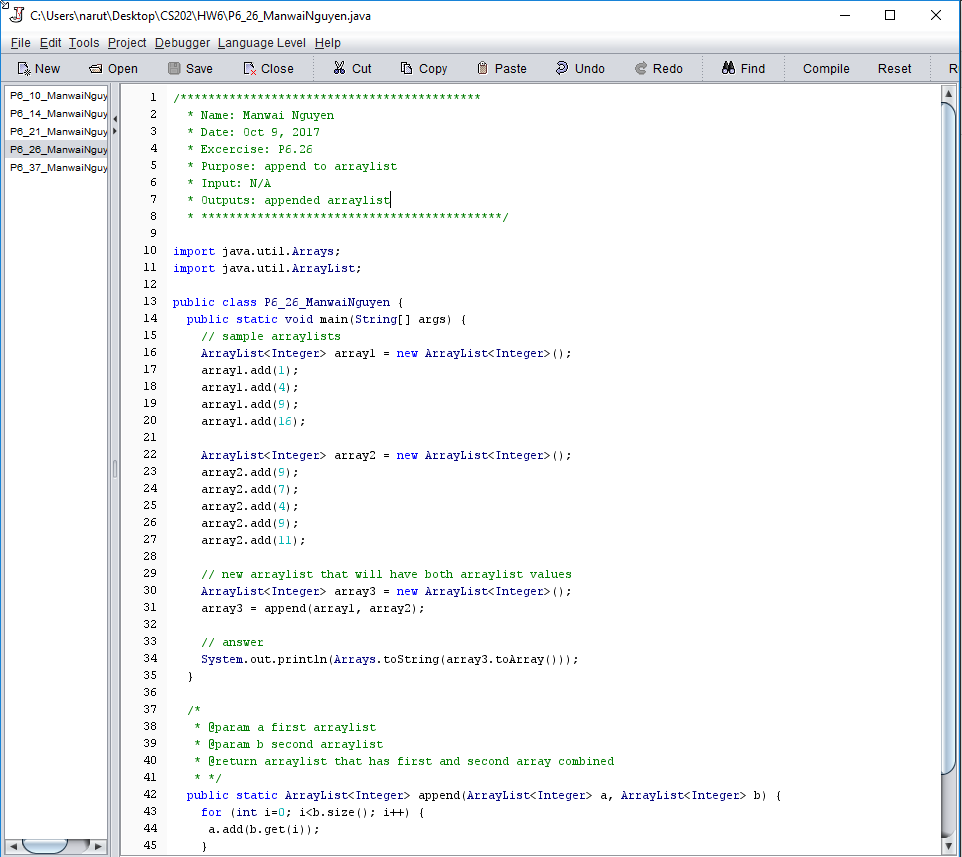 C:\Users\narut\Desktop\CS202\HW6\P6_26_ManwaiNguyen.java
File Edit Tools Project Debugger Language Level Help
New Open Save Close Cut Copy Paste Undo Redo Find Compile Reset R
P6_10_ManwaiNguy
P6_14_ManwaiNguy
P6_21_ManwaiNguy
P6_26_ManwaiNguy
P6_37_ManwaiNguy
1 /*******************************************
2 * Name: Manwai Nguyen
3 * Date: Oct 9, 2017
4 * Excercise: P6.26
5 * Purpose: append to arraylist
6 * Input: N/A
7 * Outputs: appended arraylist
8 * *******************************************/
9
10 import java.util.Arrays;
11 import java.util.ArrayList;
12
13 public class P6_26_ManwaiNguyen {
14 public static void main(String[] args) {
15 // sample arraylists
16 ArrayList<Integer> array1 = new ArrayList<Integer>();
17 array1.add(1);
18 array1.add(4);
19 array1.add(9);
20 array1.add(16);
21
22 ArrayList<Integer> array2 = new ArrayList<Integer>();
23 array2.add(9);
24 array2.add(7);
25 array2.add(4);
26 array2.add(9);
27 array2.add(11);
28
29 // new arraylist that will have both arraylist values
30 ArrayList<Integer> array3 = new ArrayList<Integer>();
31 array3 = append(array1, array2);
32
33 // answer
34 System.out.println(Arrays.toString(array3.toArray()));
35 }
36
37 /*
38 * @param a first arraylist
39 * @param b second arraylist
40 * @return arraylist that has first and second array combined
41 * */
42 public static ArrayList<Integer> append(ArrayList<Integer> a, ArrayList<Integer> b) {
43 for (int i=0; i<b.size(); i++) {
44 a.add(b.get(i));
45 }